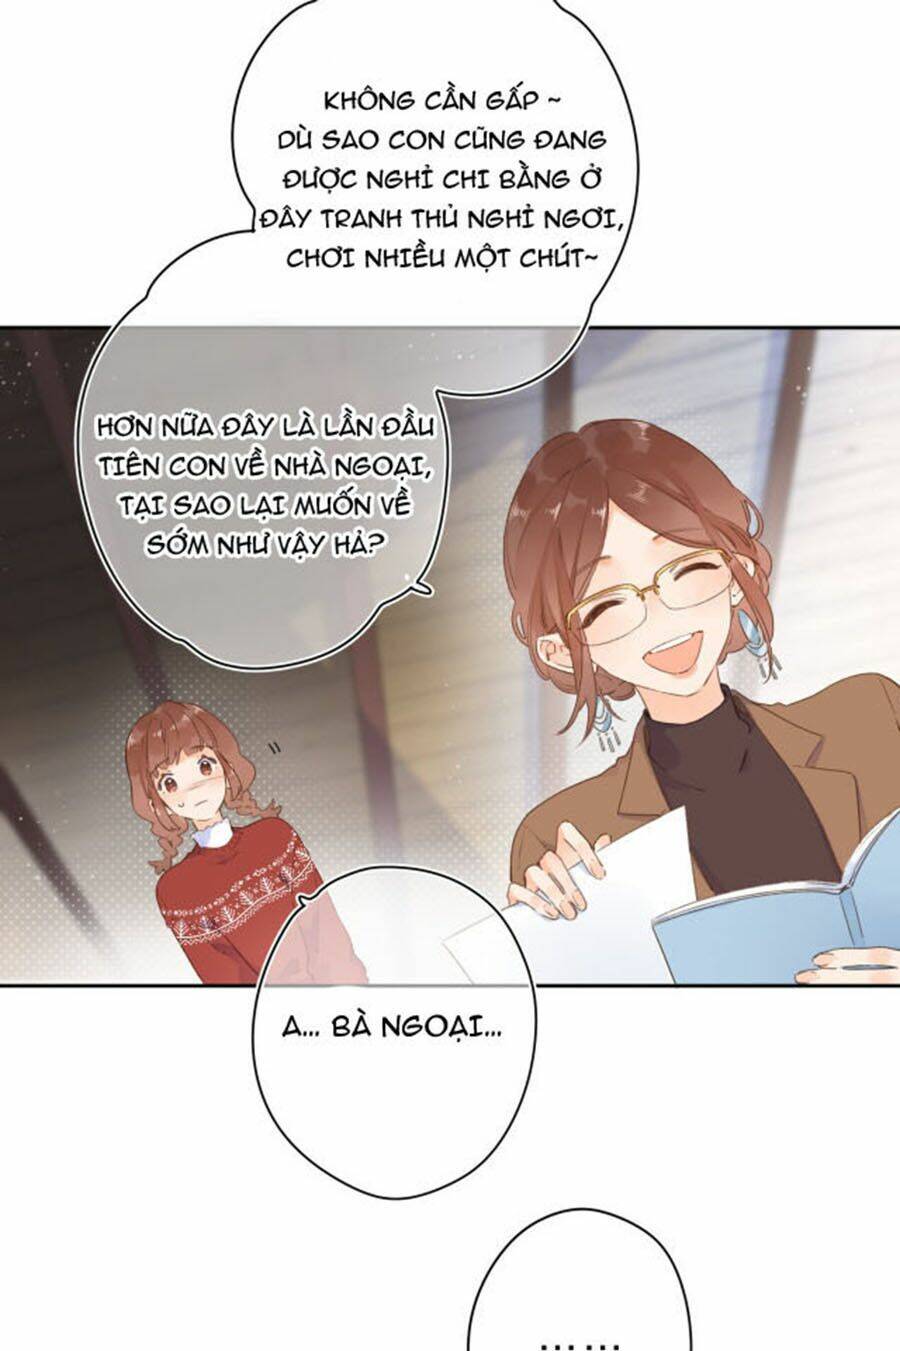 KHÔNG CẦN GẤP ~
DÙ SAO CON CŨNG ĐANG
ĐƯỢC NGHỈ CHI BẰNG Ở
ĐÂY TRANH THỦ NGHỈ NGƠI,
CHƠI NHIỀU MỘT CHÚT~
HƠN NỮA ĐÂY LÀ LẦN ĐẦU
TIÊN CON VỀ NHÀ NGOẠI,
TẠI SAO LẠI MUỐN VỀ
SỚM NHƯ VẬY HẢ?
A... BÀ NGOẠI...
......